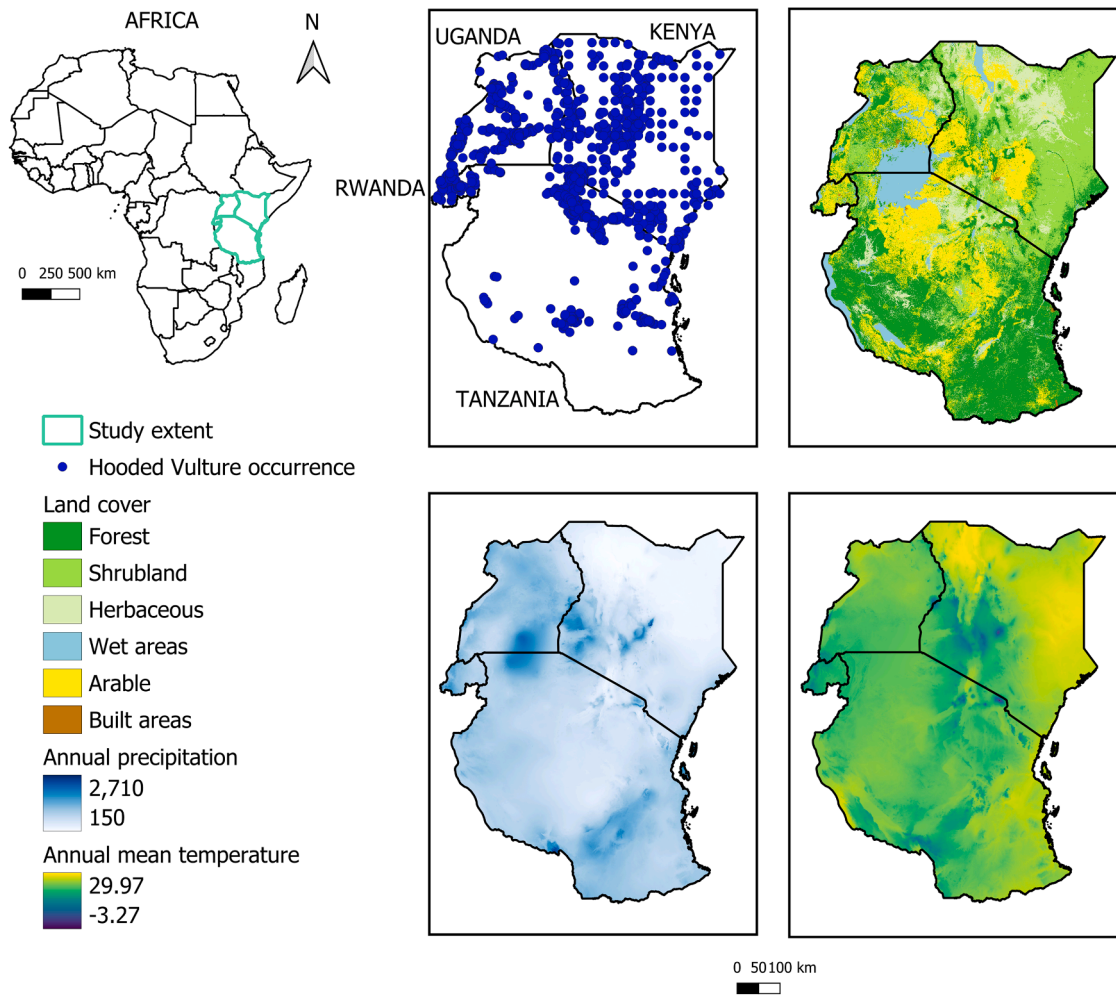 AFRICA
N
0 250 500 km
UGANDA
KENYA
RWANDA
TANZANIA
Study extent
Hooded Vulture occurrence
Land cover
Forest
Shrubland
Herbaceous
Wet areas
Arable
Built areas
Annual precipitation
2,710
150
Annual mean temperature
29.97
-3.27
0 50100 km